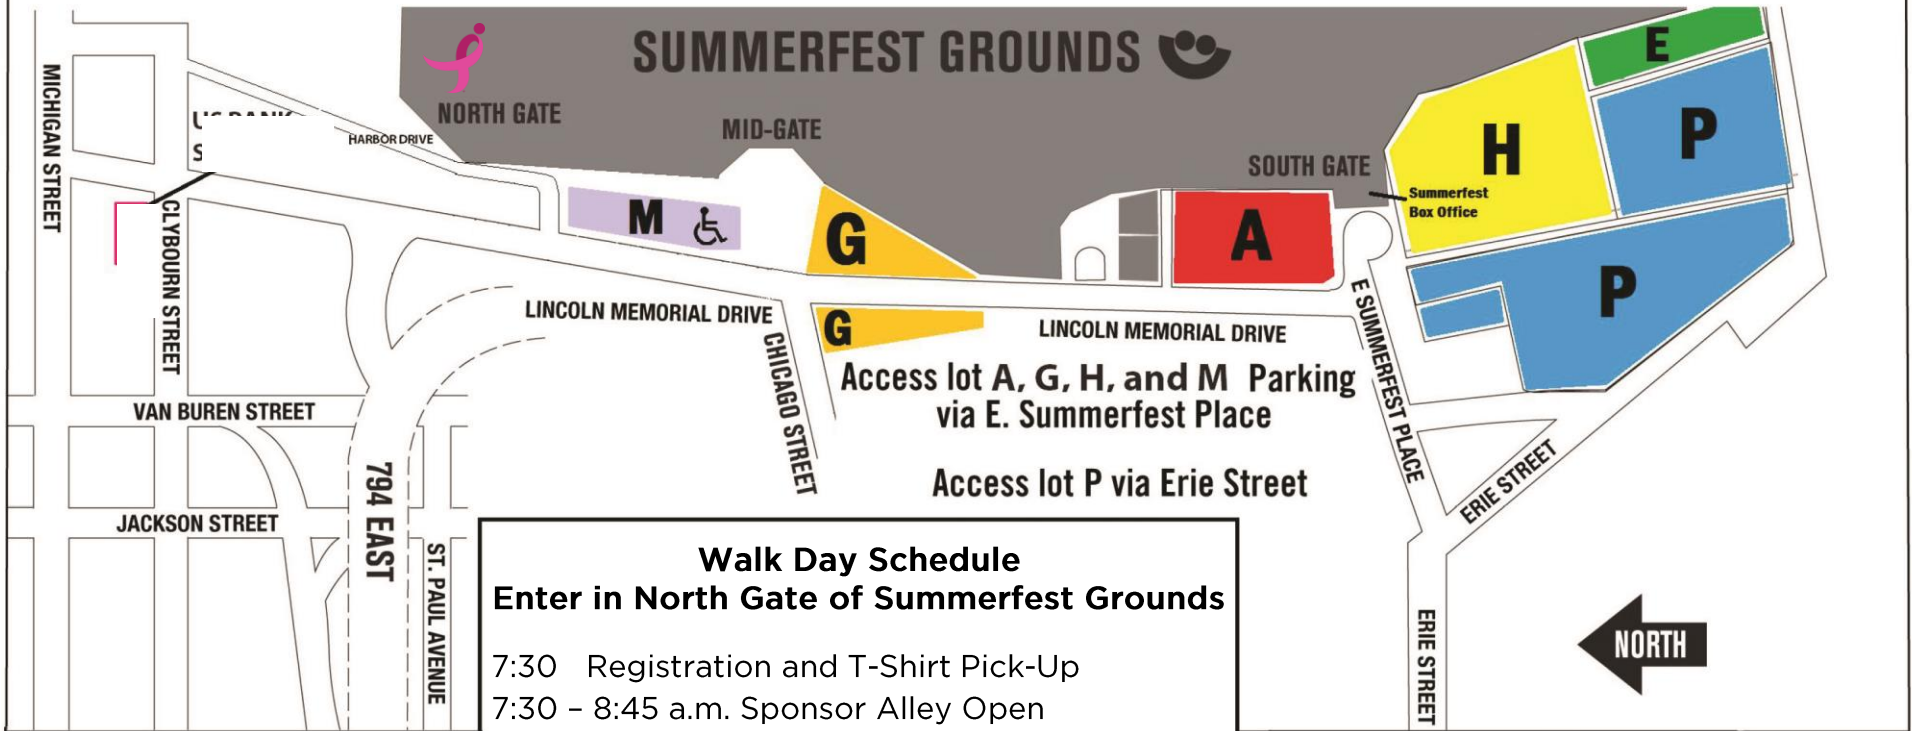 SUMMERFEST GROUNDS
E
MICHIGAN STREET
NORTH GATE
MID-GATE
HARBOR DRIVE
H
P
SOUTH GATE
Summerfest
Box Office
CLYBOURN STREET
M
G
A
P
LINCOLN MEMORIAL DRIVE
G
LINCOLN MEMORIAL DRIVE
E SUMMERFEST PLACE
CHICAGO STREET
Access lot A, G, H, and M Parking
via E. Summerfest Place
Access lot P via Erie Street
VAN BUREN STREET
794 EAST
JACKSON STREET
ST. PAUL AVENUE
ERIE STREET
ERIE STREET
NORTH
Walk Day Schedule
Enter in North Gate of Summerfest Grounds
7:30 Registration and T-Shirt Pick-Up
7:30 – 8:45 a.m. Sponsor Alley Open